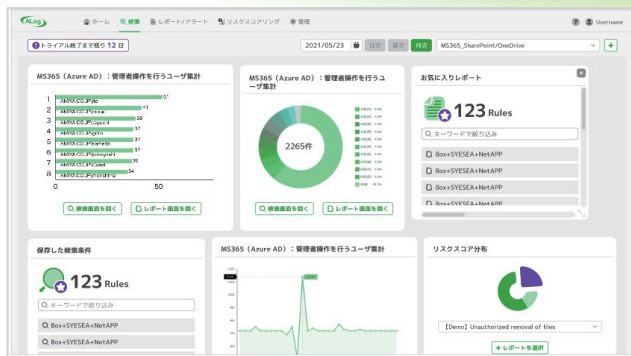 ALog
ホーム
検索
レポート/アラート
リスクスコアリング
管理
Username
トライアル終了まで残り 12 日
2021/05/23
日次
週次
月次
MS365_SharePoint/OneDrive
MS365（Azure AD）：管理者操作を行うユーザ集計
1
2
3
4
5
6
7
8
0
50
検索画面を開く
レポート画面を開く
MS365（Azure AD）：管理者操作を行うユ
ーザ集計
2265件
検索画面を開く
レポート画面を開く
お気に入りレポート
123 Rules
キーワードで絞り込み
Box+SYESEA+NetAPP
Box+SYESEA+NetAPP
Box+SYESEA+NetAPP
保存した検索条件
123 Rules
キーワードで絞り込み
Box+SYESEA+NetAPP
Box+SYESEA+NetAPP
MS365（Azure AD）：管理者操作を行うユーザ集計
リスクスコア分布
【Demo】Unauthorized removal of files
＋レポートを選択